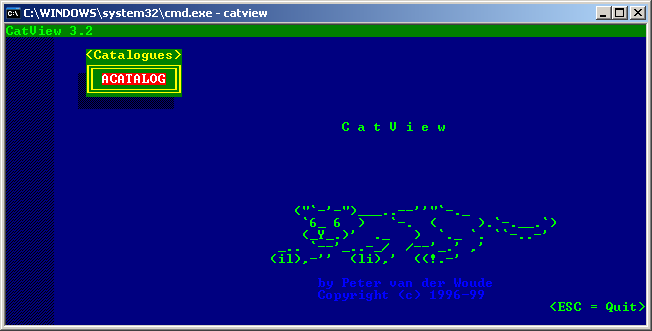 C:\WINDOWS\system32\cmd.exe - catview
CatView 3.2
<Catalogues>
ACATALOG
C a t V i e w
by Peter van der Woude
Copyright (c) 1996-99
<ESC = Quit>